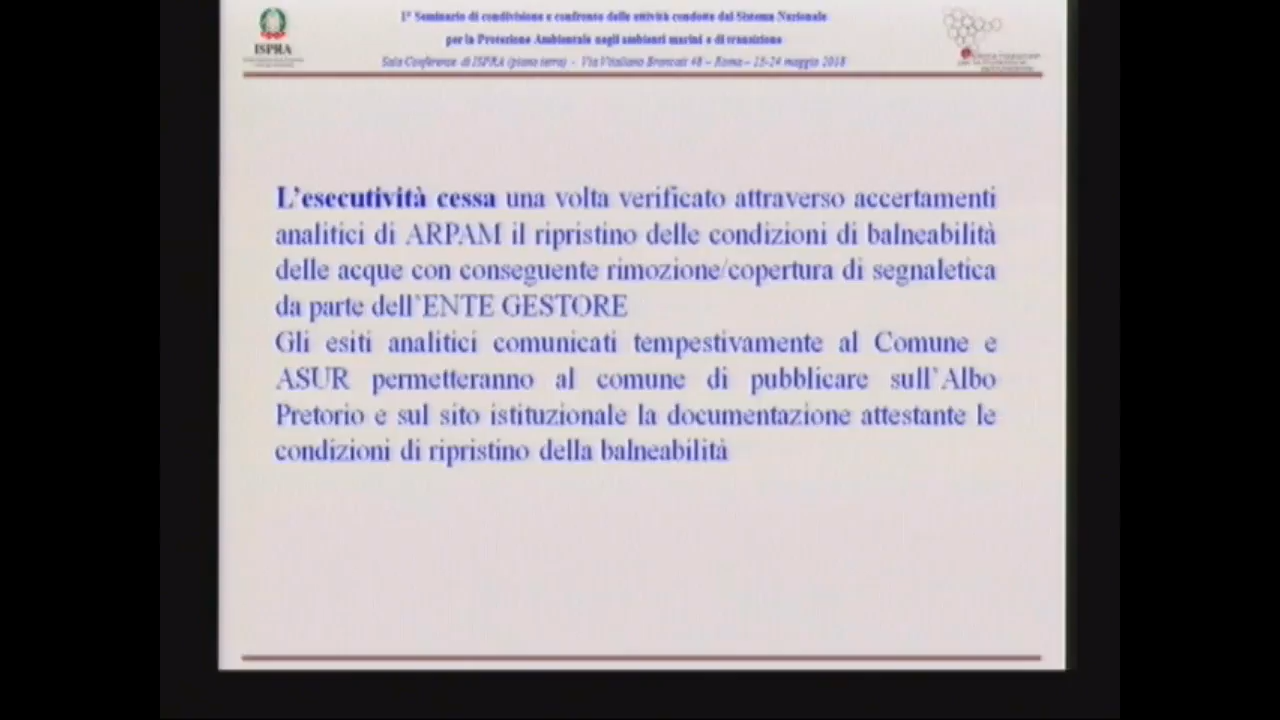 1° Seminario di condivisione e confronto delle attività condotte dal Sistema Nazionale
per la Protezione Ambientale negli ambienti marini e di transizione
Sala Conferenze di ISPRA (piano terra) - Via Vitaliano Brancati 48 – Roma – 23-24 maggio 2018
ISPRA
L'esecutività cessa una volta verificato attraverso accertamenti
analitici di ARPAM il ripristino delle condizioni di balneabilità
delle acque con conseguente rimozione/copertura di segnaletica
da parte dell'ENTE GESTORE
Gli esiti analitici comunicati tempestivamente al Comune e
ASUR permetteranno al comune di pubblicare sull'Albo
Pretorio e sul sito istituzionale la documentazione attestante le
condizioni di ripristino della balneabilità